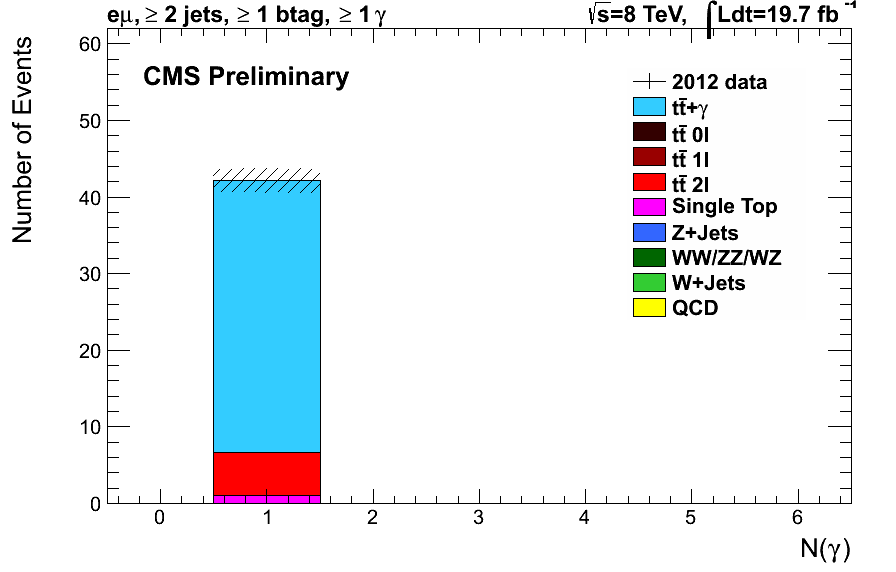 eμ, ≥ 2 jets, ≥ 1 btag, ≥ 1 γ
√s=8 TeV, ∫Ldt=19.7 fb⁻¹
CMS Preliminary
2012 data
tt̄+γ
tt̄ 0l
tt̄ 1l
tt̄ 2l
Single Top
Z+Jets
WW/ZZ/WZ
W+Jets
QCD
Number of Events
60
50
40
30
20
10
0
0 1 2 3 4 5 6
N(γ)